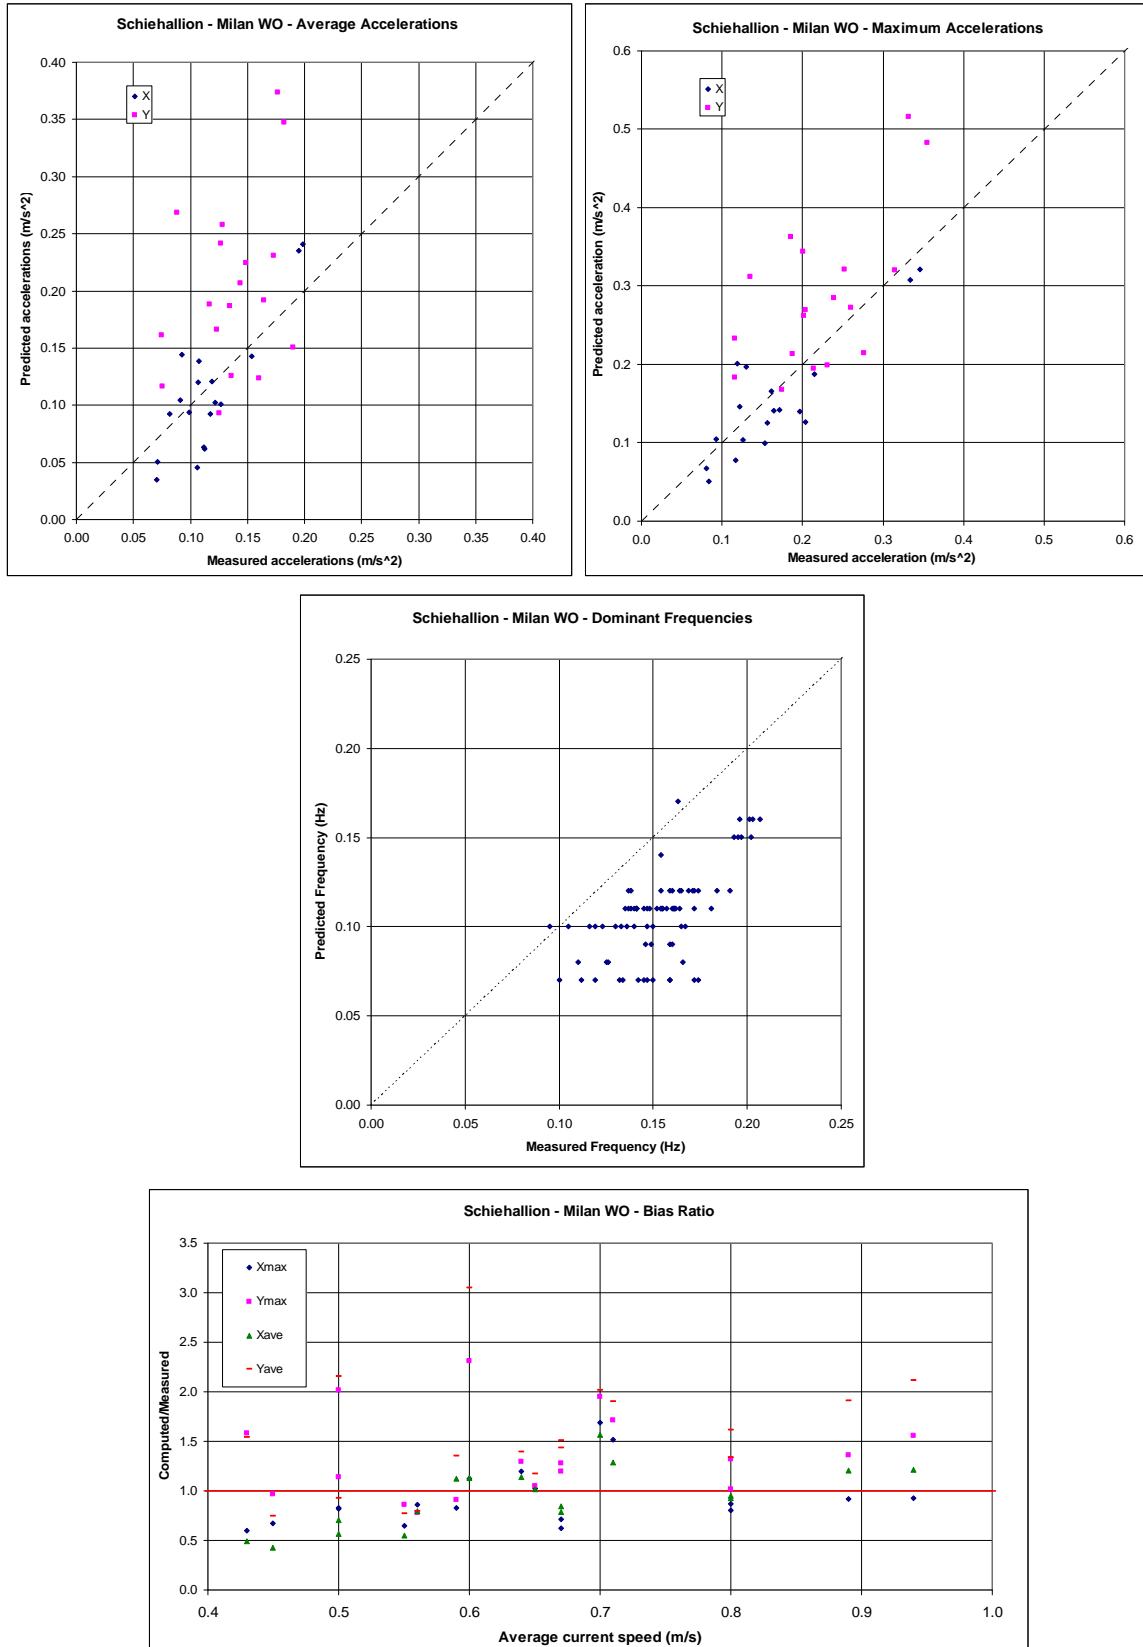 Schiehallion - Milan WO - Average Accelerations
0.40
0.35
0.30
0.25
0.20
0.15
0.10
0.05
0.00
Predicted accelerations (m/s^2)
X
Y
0.00 0.05 0.10 0.15 0.20 0.25 0.30 0.35 0.40
Measured accelerations (m/s^2)
Schiehallion - Milan WO - Maximum Accelerations
0.6
0.5
0.4
0.3
0.2
0.1
0.0
Predicted acceleration (m/s^2)
X
Y
0.0 0.1 0.2 0.3 0.4 0.5 0.6
Measured acceleration (m/s^2)
Schiehallion - Milan WO - Dominant Frequencies
0.25
0.20
0.15
0.10
0.05
0.00
Predicted Frequency (Hz)
0.00 0.05 0.10 0.15 0.20 0.25
Measured Frequency (Hz)
Schiehallion - Milan WO - Bias Ratio
3.5
3.0
2.5
2.0
1.5
1.0
0.5
0.0
Computed/Measured
Xmax
Ymax
Xave
Yave
0.4 0.5 0.6 0.7 0.8 0.9 1.0
Average current speed (m/s)